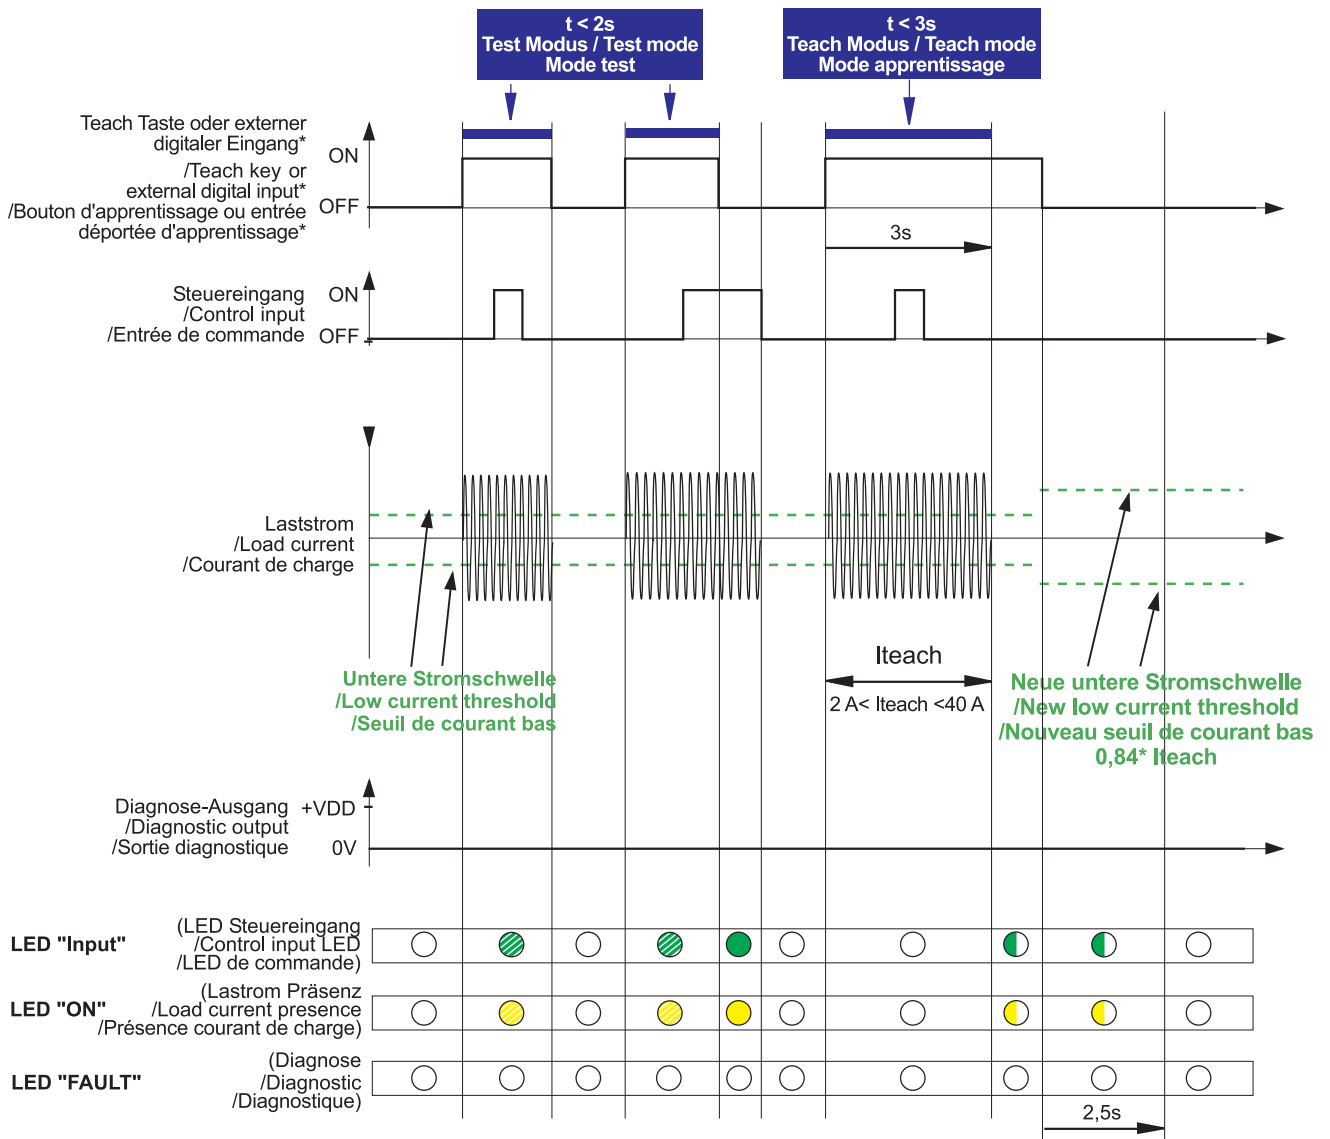 t < 2s
Test Modus / Test mode
Mode test
t < 3s
Teach Modus / Teach mode
Mode apprentissage
Teach Taste oder externer
digitaler Eingang*
/Teach key or
external digital input*
/Bouton d'apprentissage ou entrée
déportée d'apprentissage*
ON
OFF
3s
Steuereingang
/Control input
/Entrée de commande
ON
OFF
Laststrom
/Load current
/Courant de charge
Untere Stromschwelle
/Low current threshold
/Seuil de courant bas
Iteach
2 A< Iteach <40 A
Neue untere Stromschwelle
/New low current threshold
/Nouveau seuil de courant bas
0,84* Iteach
Diagnose-Ausgang
/Diagnostic output
/Sortie diagnostique
+VDD
0V
LED "Input"
(LED Steuereingang
/Control input LED
/LED de commande)
LED "ON"
(Lastrom Präsenz
/Load current presence
/Présence courant de charge)
LED "FAULT"
(Diagnose
/Diagnostic
/Diagnostique)
2,5s